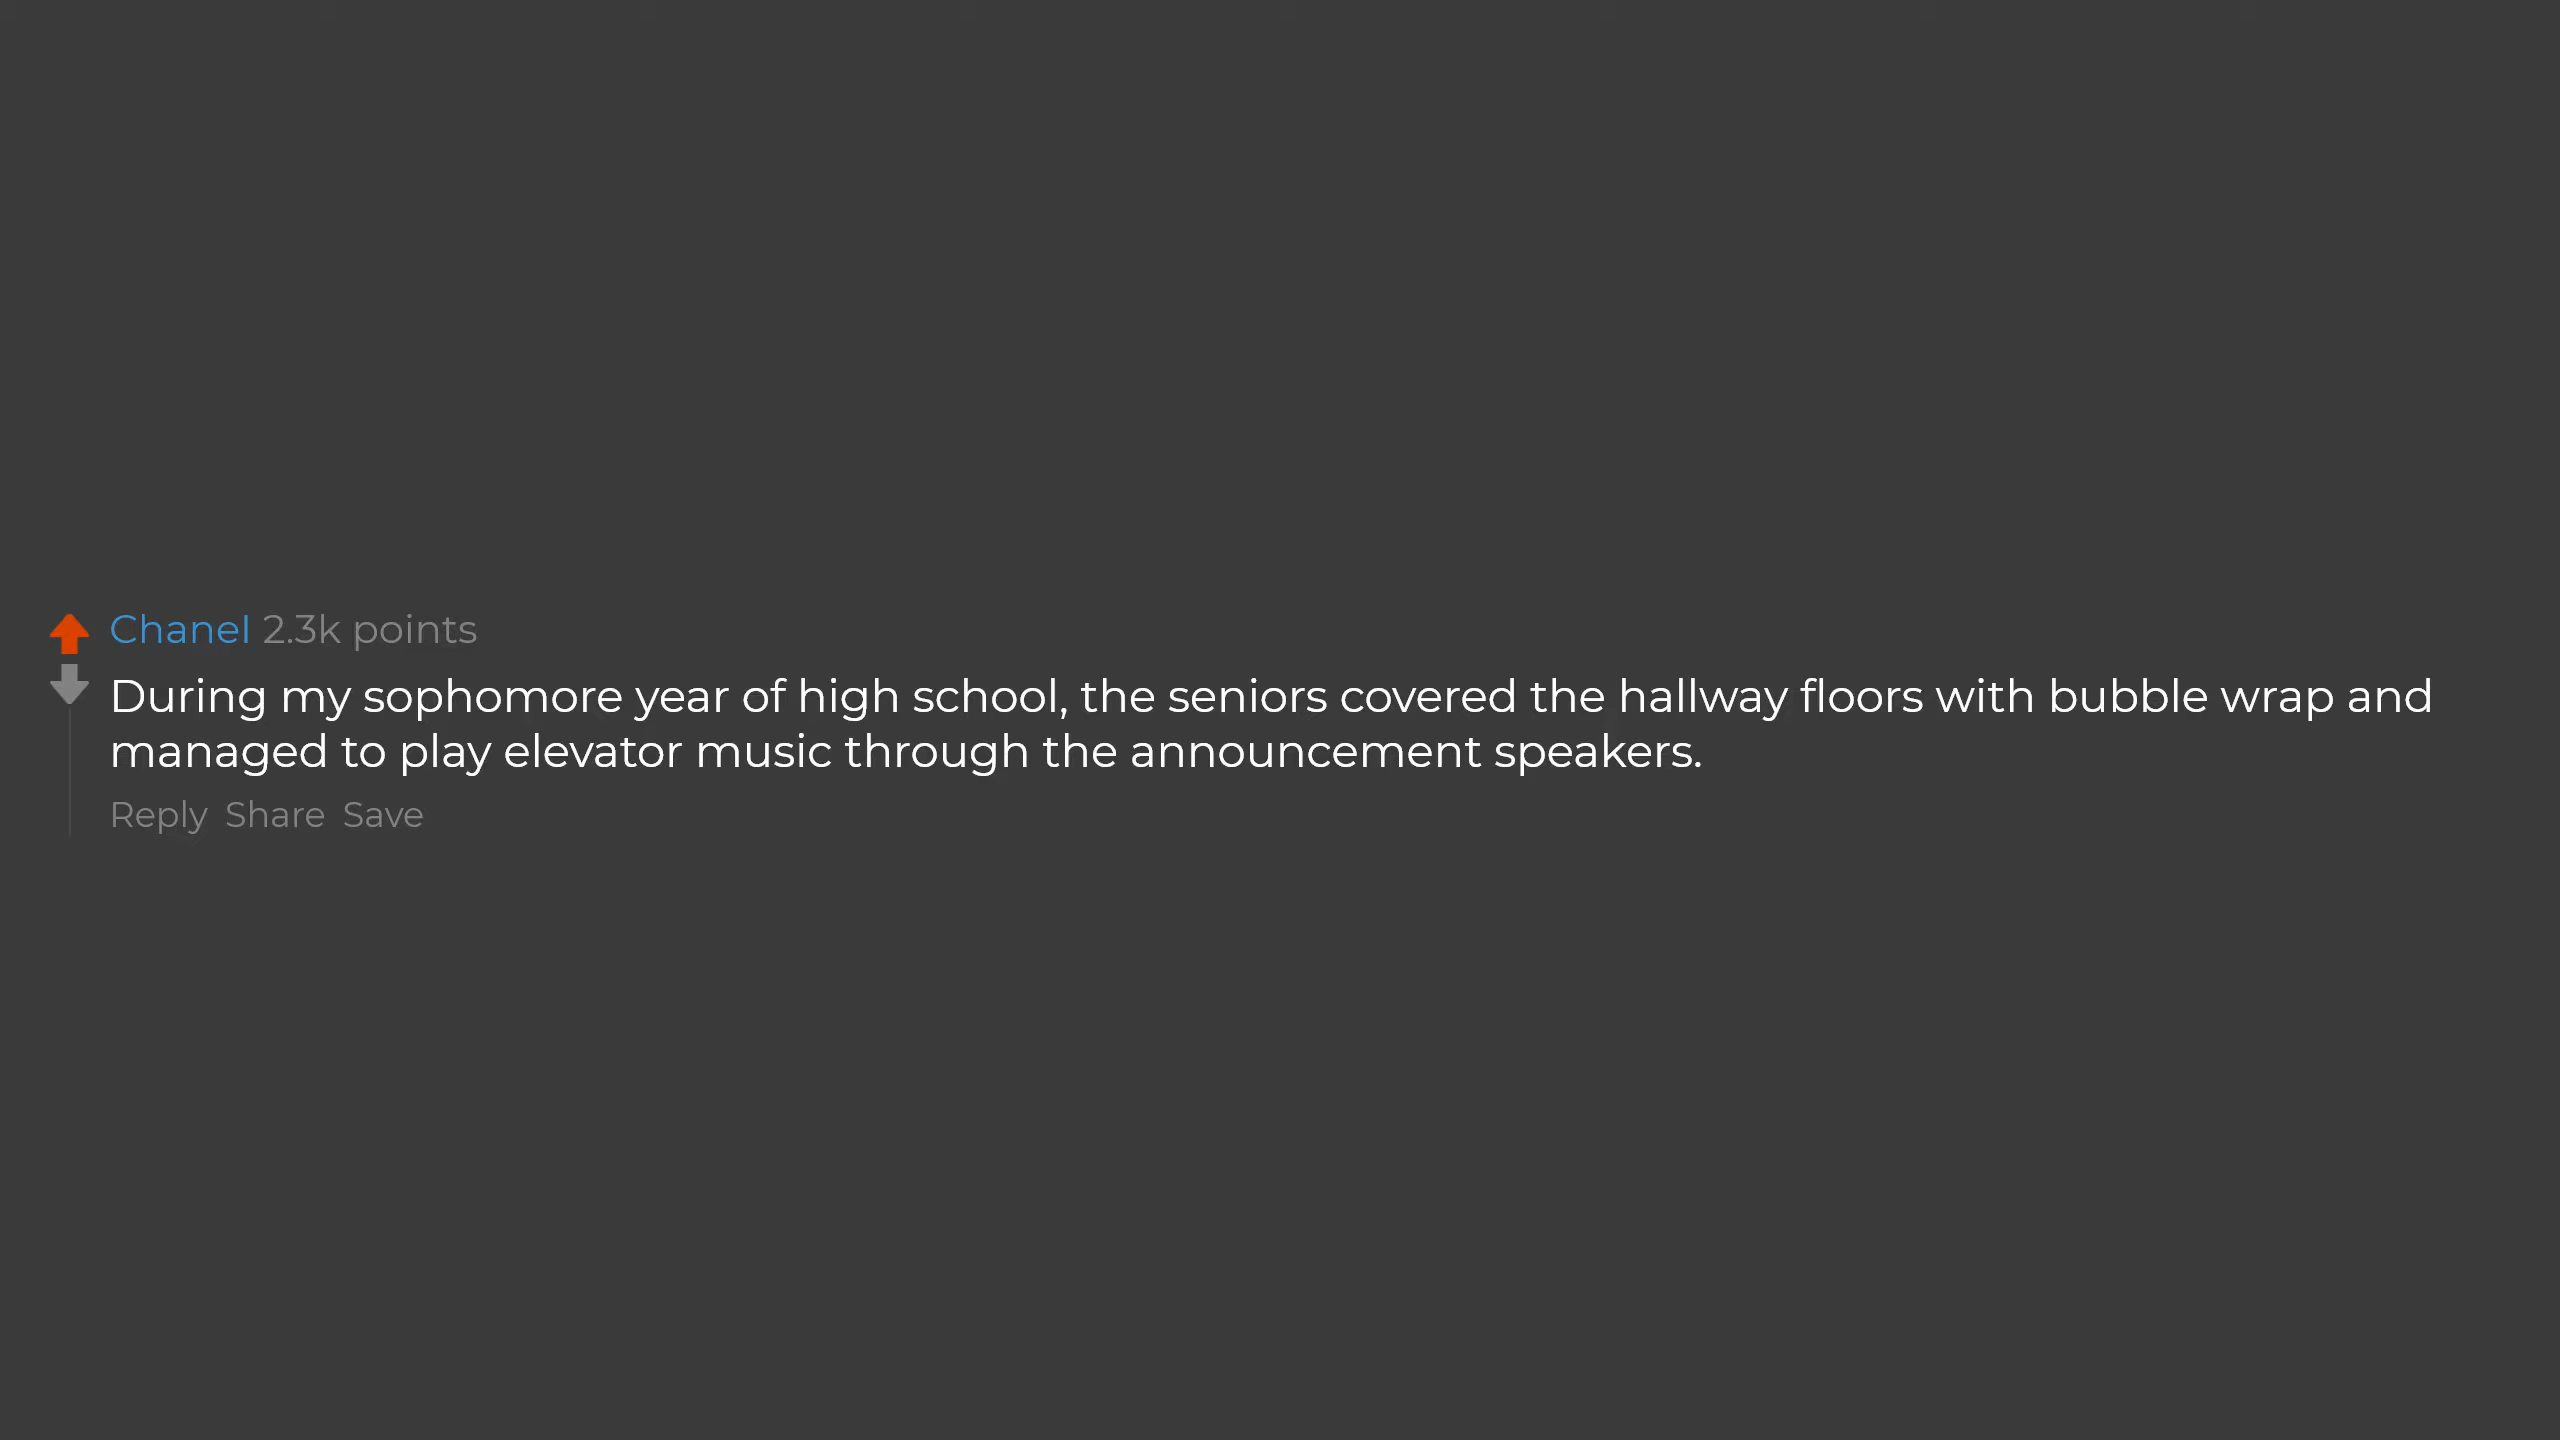 Chanel 2.3k points
During my sophomore year of high school, the seniors covered the hallway floors with bubble wrap and
managed to play elevator music through the announcement speakers.
Reply Share Save